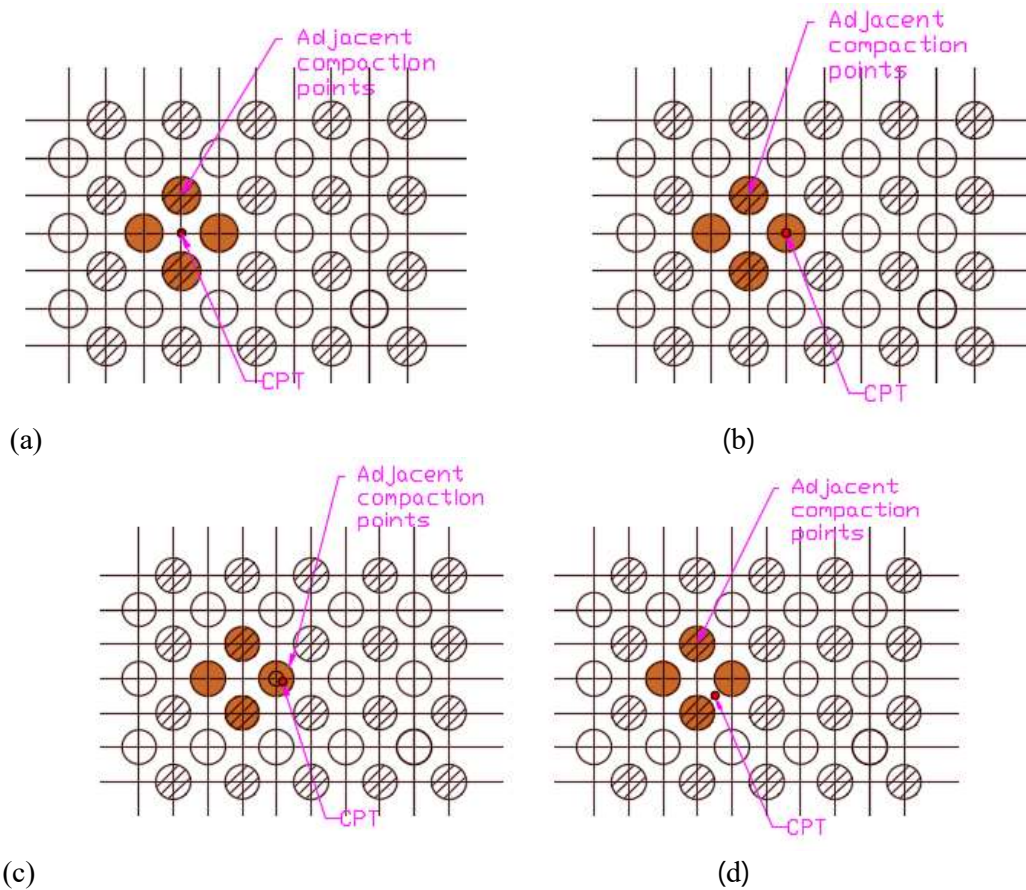 Adjacent
compaction
points
CPT
(a)
Adjacent
compaction
points
CPT
(b)
Adjacent
compaction
points
CPT
(c)
Adjacent
compaction
points
CPT
(d)